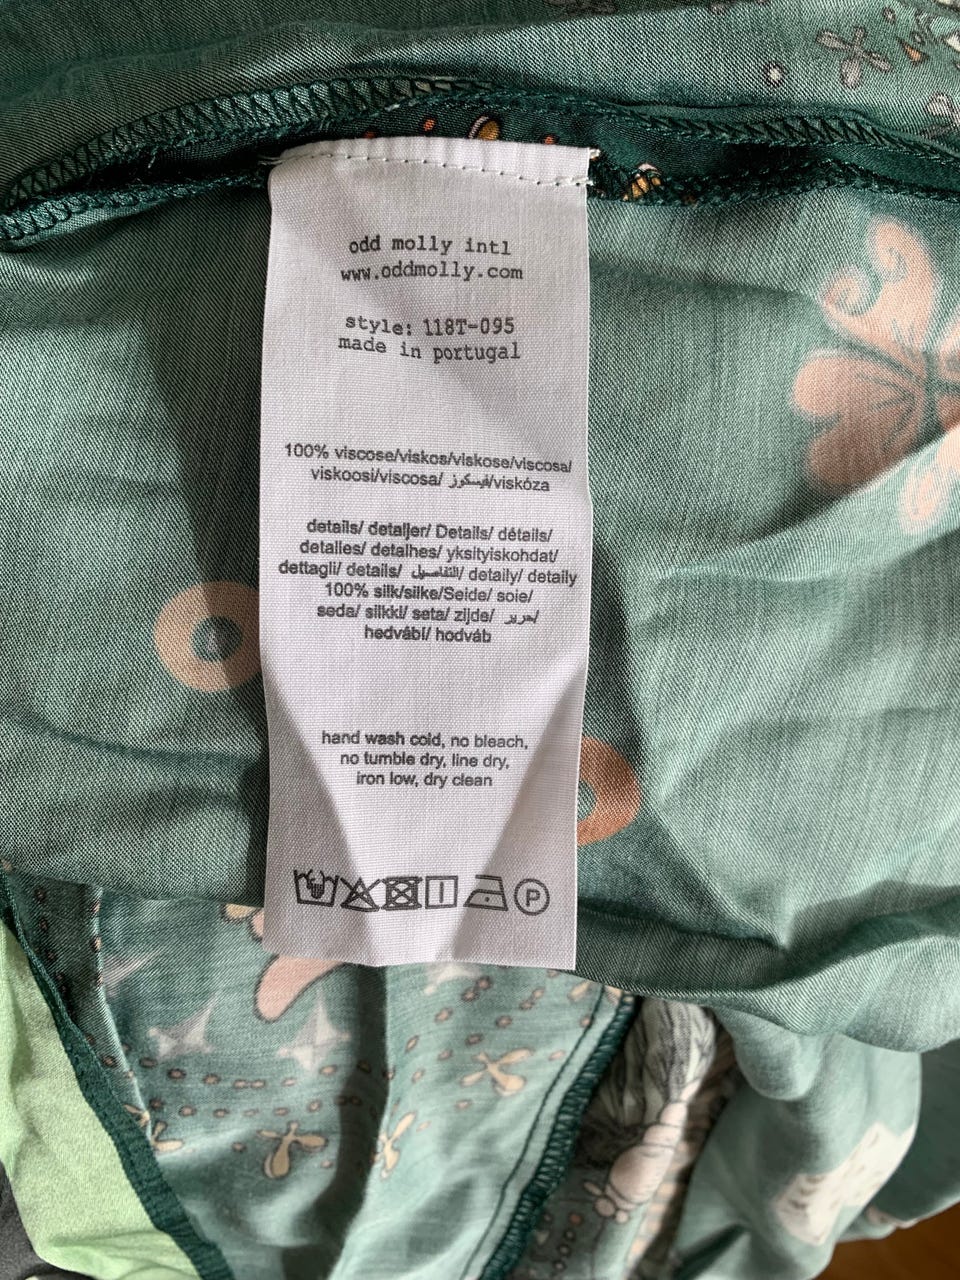 odd molly intl
www.oddmolly.com
style: 118T-095
made in portugal
100% viscose/viskos/viskose/viscosa/
viskoosi/viscosa/ فيسكوز/viskóza
details/ detaljer/ Details/ détails/
detalles/ detalhes/ yksityiskohdat/
dettagli/ details/ التفاصيل/ detaily/ detaily
100% silk/silke/Seide/ soie/
seda/ silkki/ seta/ zijde/ حرير/
hedvábí/ hodváb
hand wash cold, no bleach,
no tumble dry, line dry,
iron low, dry clean
P